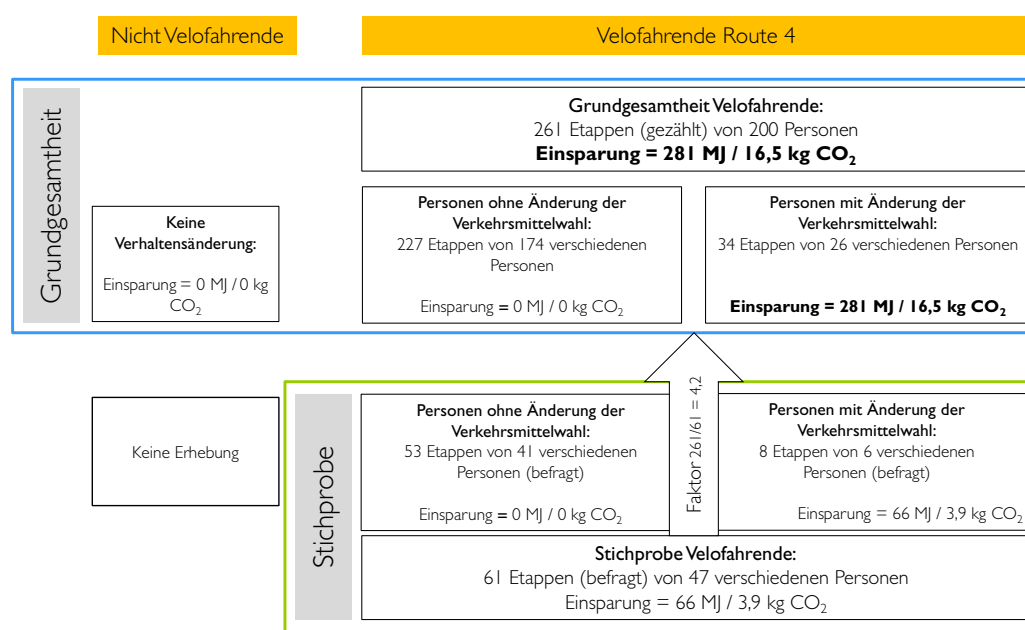 Nicht Velofahrende
Velofahrende Route 4
Grundgesamtheit
Grundgesamtheit Velofahrende:
261 Etappen (gezählt) von 200 Personen
Einsparung = 281 MJ / 16,5 kg CO₂
Keine
Verhaltensänderung:
Einsparung = 0 MJ / 0 kg
CO₂
Personen ohne Änderung der
Verkehrsmittelwahl:
227 Etappen von 174 verschiedenen
Personen
Einsparung = 0 MJ / 0 kg CO₂
Personen mit Änderung der
Verkehrsmittelwahl:
34 Etappen von 26 verschiedenen Personen
Einsparung = 281 MJ / 16,5 kg CO₂
Keine Erhebung
Stichprobe
Personen ohne Änderung der
Verkehrsmittelwahl:
53 Etappen von 41 verschiedenen
Personen (befragt)
Einsparung = 0 MJ / 0 kg CO₂
Faktor 261/61 = 4,2
Personen mit Änderung der
Verkehrsmittelwahl:
8 Etappen von 6 verschiedenen
Personen (befragt)
Einsparung = 66 MJ / 3,9 kg CO₂
Stichprobe Velofahrende:
61 Etappen (befragt) von 47 verschiedenen Personen
Einsparung = 66 MJ / 3,9 kg CO₂